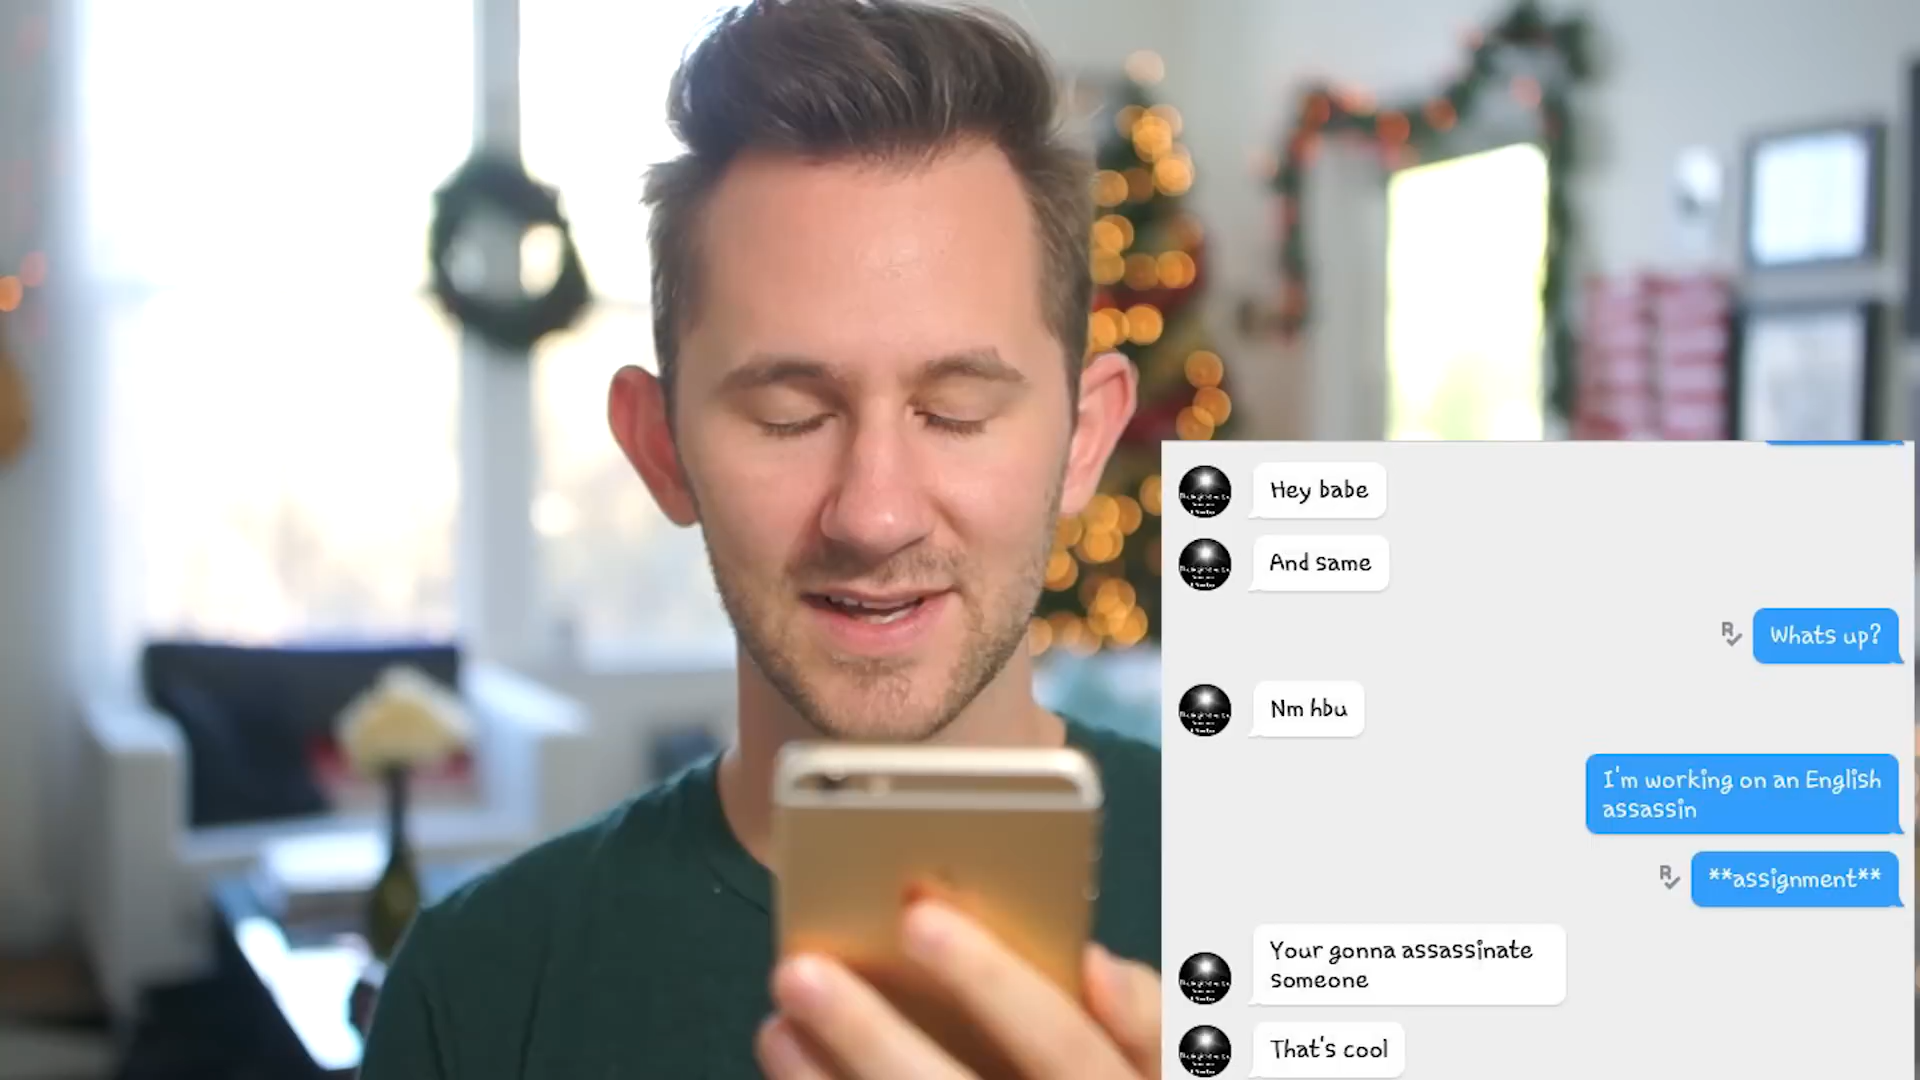 Hey babe
And same
Whats up?
Nm hbu
I'm working on an English
assassin
**assignment**
Your gonna assassinate
someone
That's cool